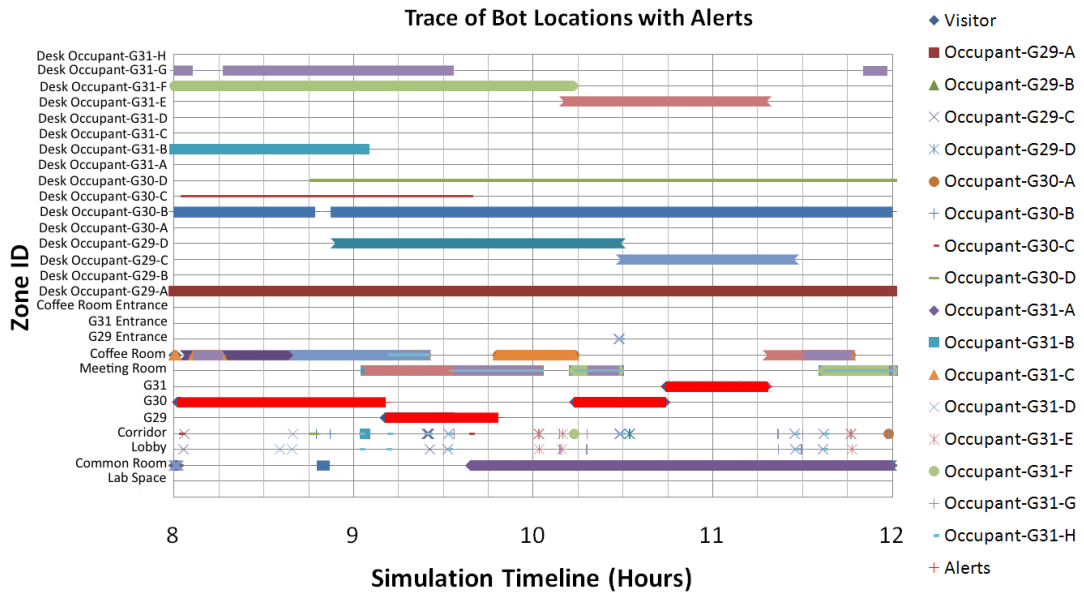 Trace of Bot Locations with Alerts
Zone ID
Desk Occupant-G31-H
Desk Occupant-G31-G
Desk Occupant-G31-F
Desk Occupant-G31-E
Desk Occupant-G31-D
Desk Occupant-G31-C
Desk Occupant-G31-B
Desk Occupant-G31-A
Desk Occupant-G30-D
Desk Occupant-G30-C
Desk Occupant-G30-B
Desk Occupant-G30-A
Desk Occupant-G29-D
Desk Occupant-G29-C
Desk Occupant-G29-B
Desk Occupant-G29-A
Coffee Room Entrance
G31 Entrance
G29 Entrance
Coffee Room
Meeting Room
G31
G30
G29
Corridor
Lobby
Common Room
Lab Space
8 9 10 11 12
Simulation Timeline (Hours)
Visitor
Occupant-G29-A
Occupant-G29-B
Occupant-G29-C
Occupant-G29-D
Occupant-G30-A
Occupant-G30-B
Occupant-G30-C
Occupant-G30-D
Occupant-G31-A
Occupant-G31-B
Occupant-G31-C
Occupant-G31-D
Occupant-G31-E
Occupant-G31-F
Occupant-G31-G
Occupant-G31-H
Alerts